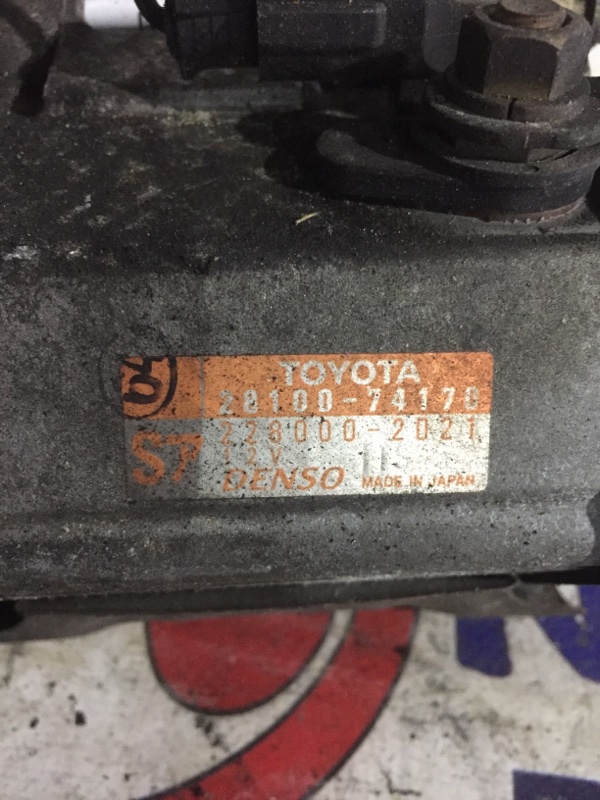 TOYOTA
28100-74170
S7
228000-2021
12V
DENSO MADE IN JAPAN